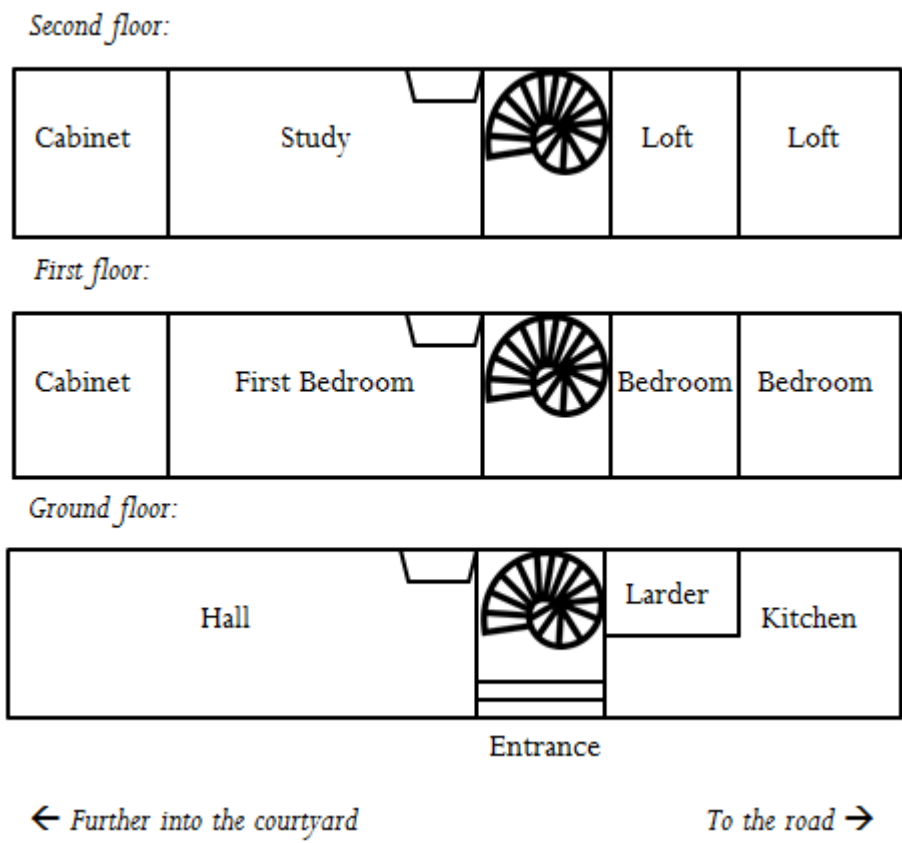 Second floor:
Cabinet Study Loft Loft
First floor:
Cabinet First Bedroom Bedroom Bedroom
Ground floor:
Hall Larder Kitchen
Entrance
← Further into the courtyard To the road →